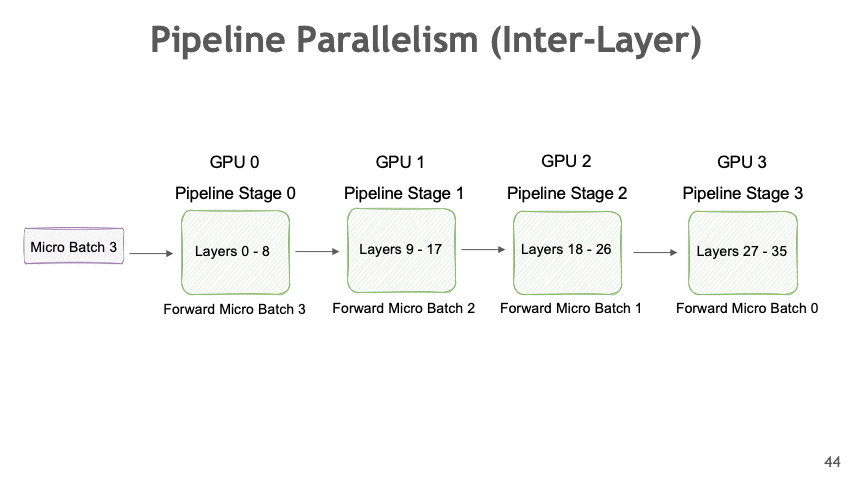 Pipeline Parallelism (Inter-Layer)
GPU 0
GPU 1
GPU 2
GPU 3
Pipeline Stage 0
Pipeline Stage 1
Pipeline Stage 2
Pipeline Stage 3
Micro Batch 3
Layers 0 - 8
Layers 9 - 17
Layers 18 - 26
Layers 27 - 35
Forward Micro Batch 3
Forward Micro Batch 2
Forward Micro Batch 1
Forward Micro Batch 0
44